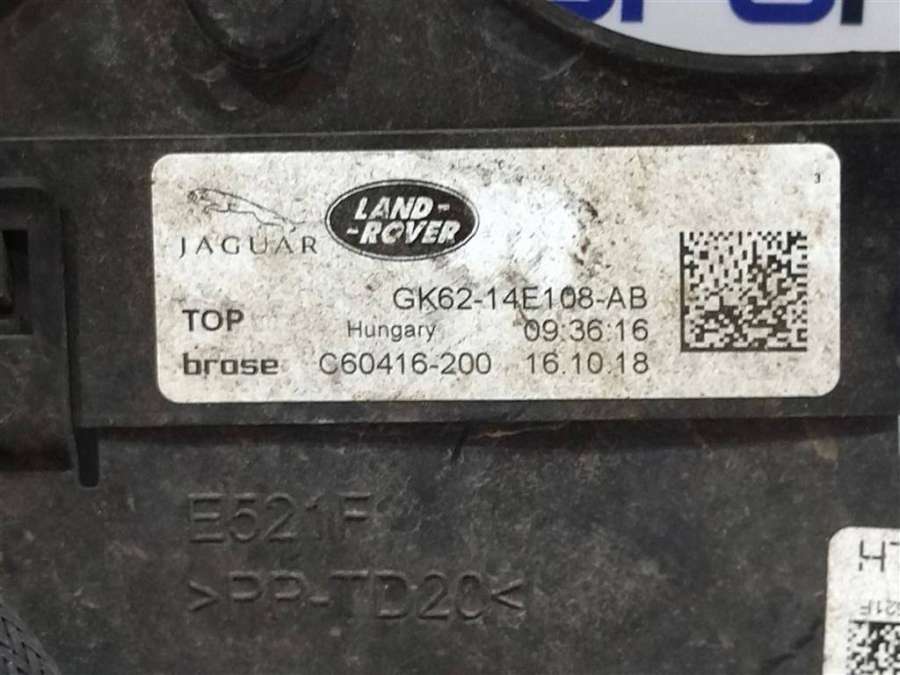 3
JAGUAR
LAND-
-ROVER
GK62-14E108-AB
TOP
Hungary 09:36:16
brose C60416-200 16.10.18
E521F
>PP-TD20<